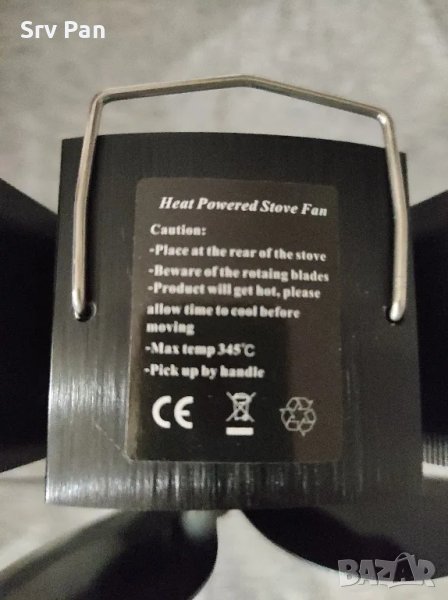 Srv Pan
Heat Powered Stove Fan
Caution:
-Place at the rear of the stove
-Beware of the rotaing blades
-Product will get hot, please
allow time to cool before
moving
-Max temp 345℃
-Pick up by handle
CE
BAZAR